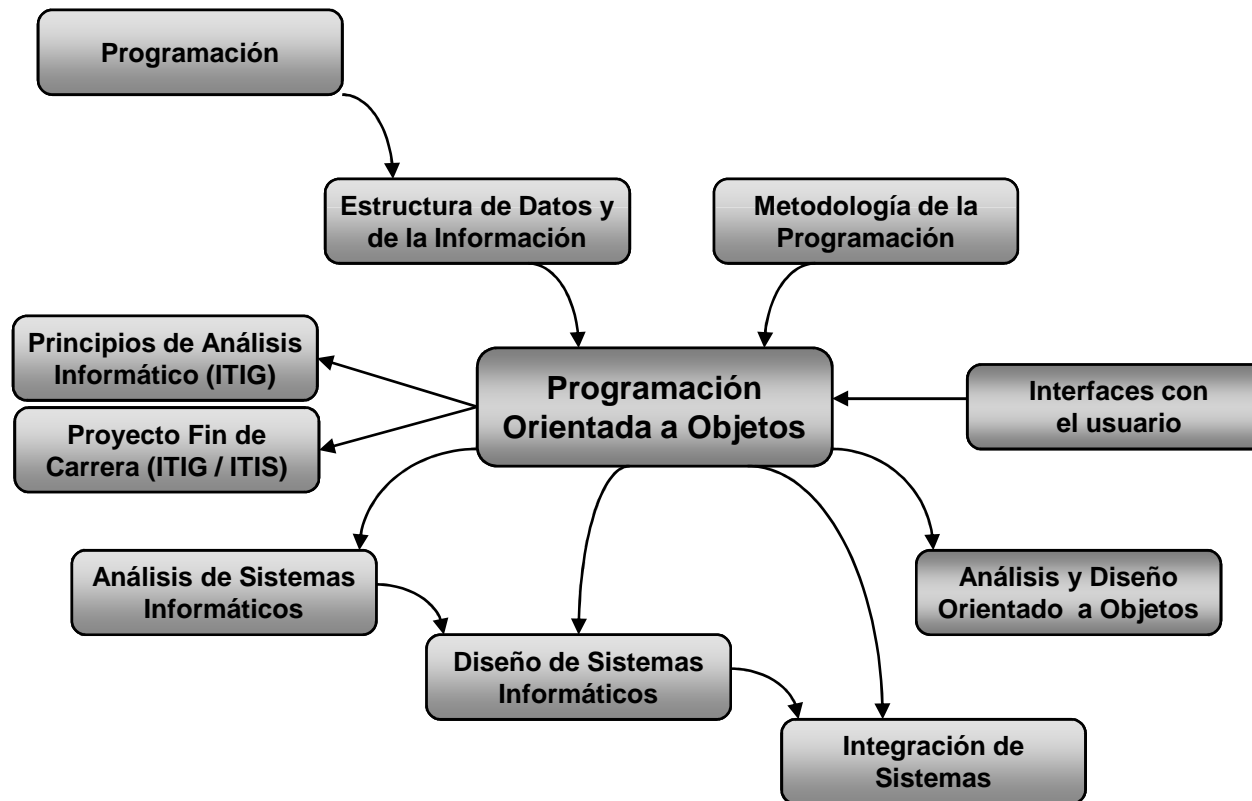 Programación
Estructura de Datos y
de la Información
Metodología de la
Programación
Principios de Análisis
Informático (ITIG)
Programación
Orientada a Objetos
Interfaces con
el usuario
Proyecto Fin de
Carrera (ITIG / ITIS)
Análisis de Sistemas
Informáticos
Análisis y Diseño
Orientado a Objetos
Diseño de Sistemas
Informáticos
Integración de
Sistemas